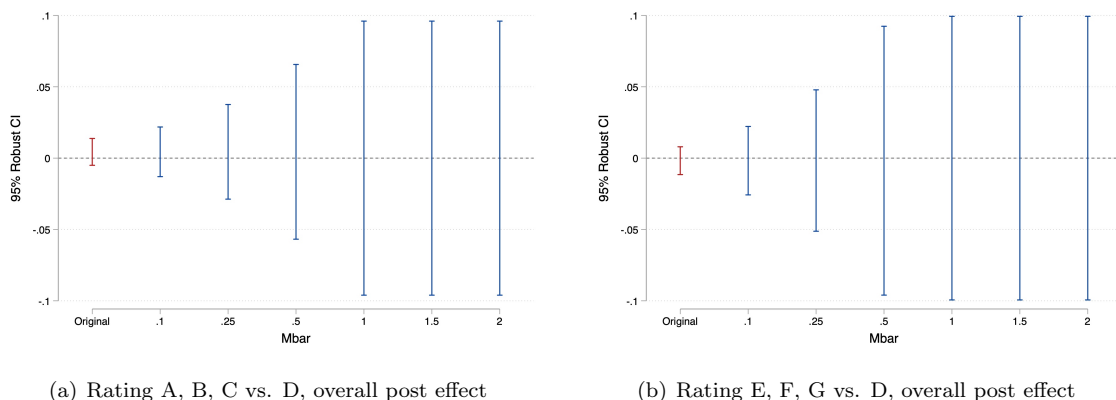 .1
.05
0
-.05
-.1
95% Robust CI
Original .1 .25 .5 1 1.5 2
Mbar
(a) Rating A, B, C vs. D, overall post effect
.1
.05
0
-.05
-.1
95% Robust CI
Original .1 .25 .5 1 1.5 2
Mbar
(b) Rating E, F, G vs. D, overall post effect